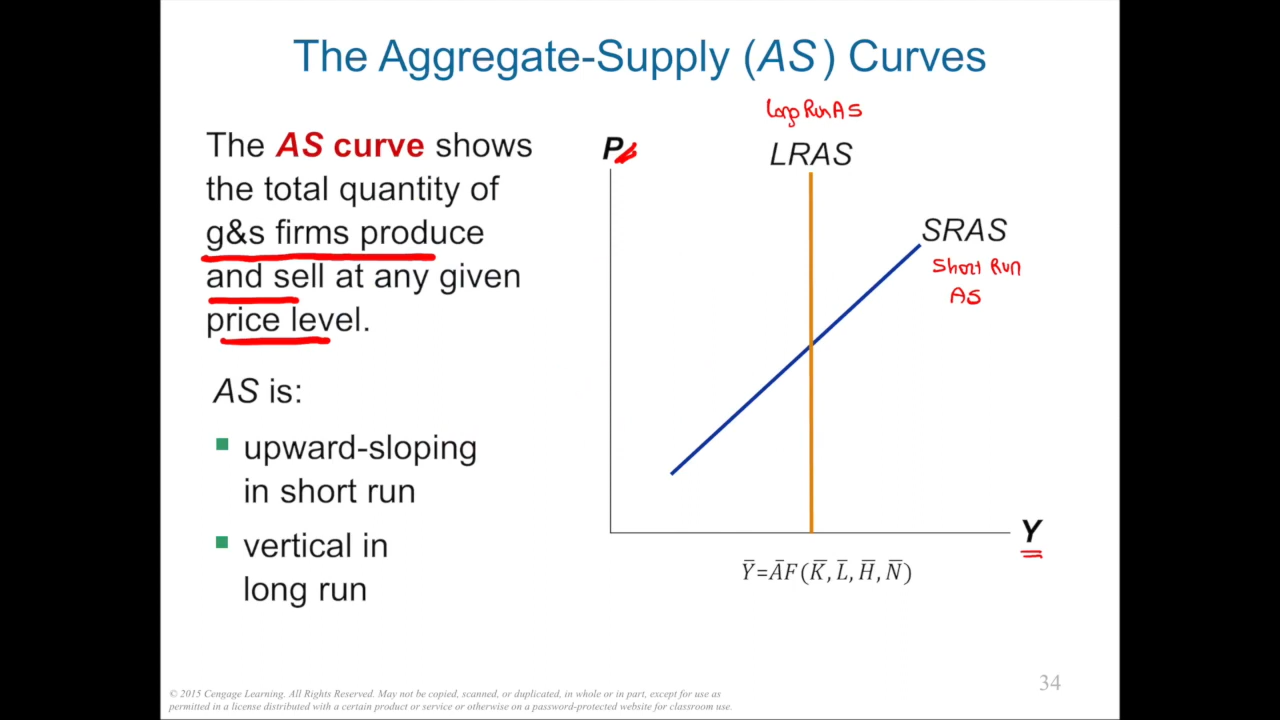 The Aggregate-Supply (AS) Curves
The AS curve shows
the total quantity of
g&s firms produce
and sell at any given
price level.
AS is:
upward-sloping
in short run
vertical in
long run
P
Long Run AS
LRAS
SRAS
Short Run
AS
Y
Ȳ=ĀF(K̄, L̄, H̄, N̄)
© 2015 Cengage Learning. All Rights Reserved. May not be copied, scanned, or duplicated, in whole or in part, except for use as
permitted in a license distributed with a certain product or service or otherwise on a password-protected website for classroom use.
34